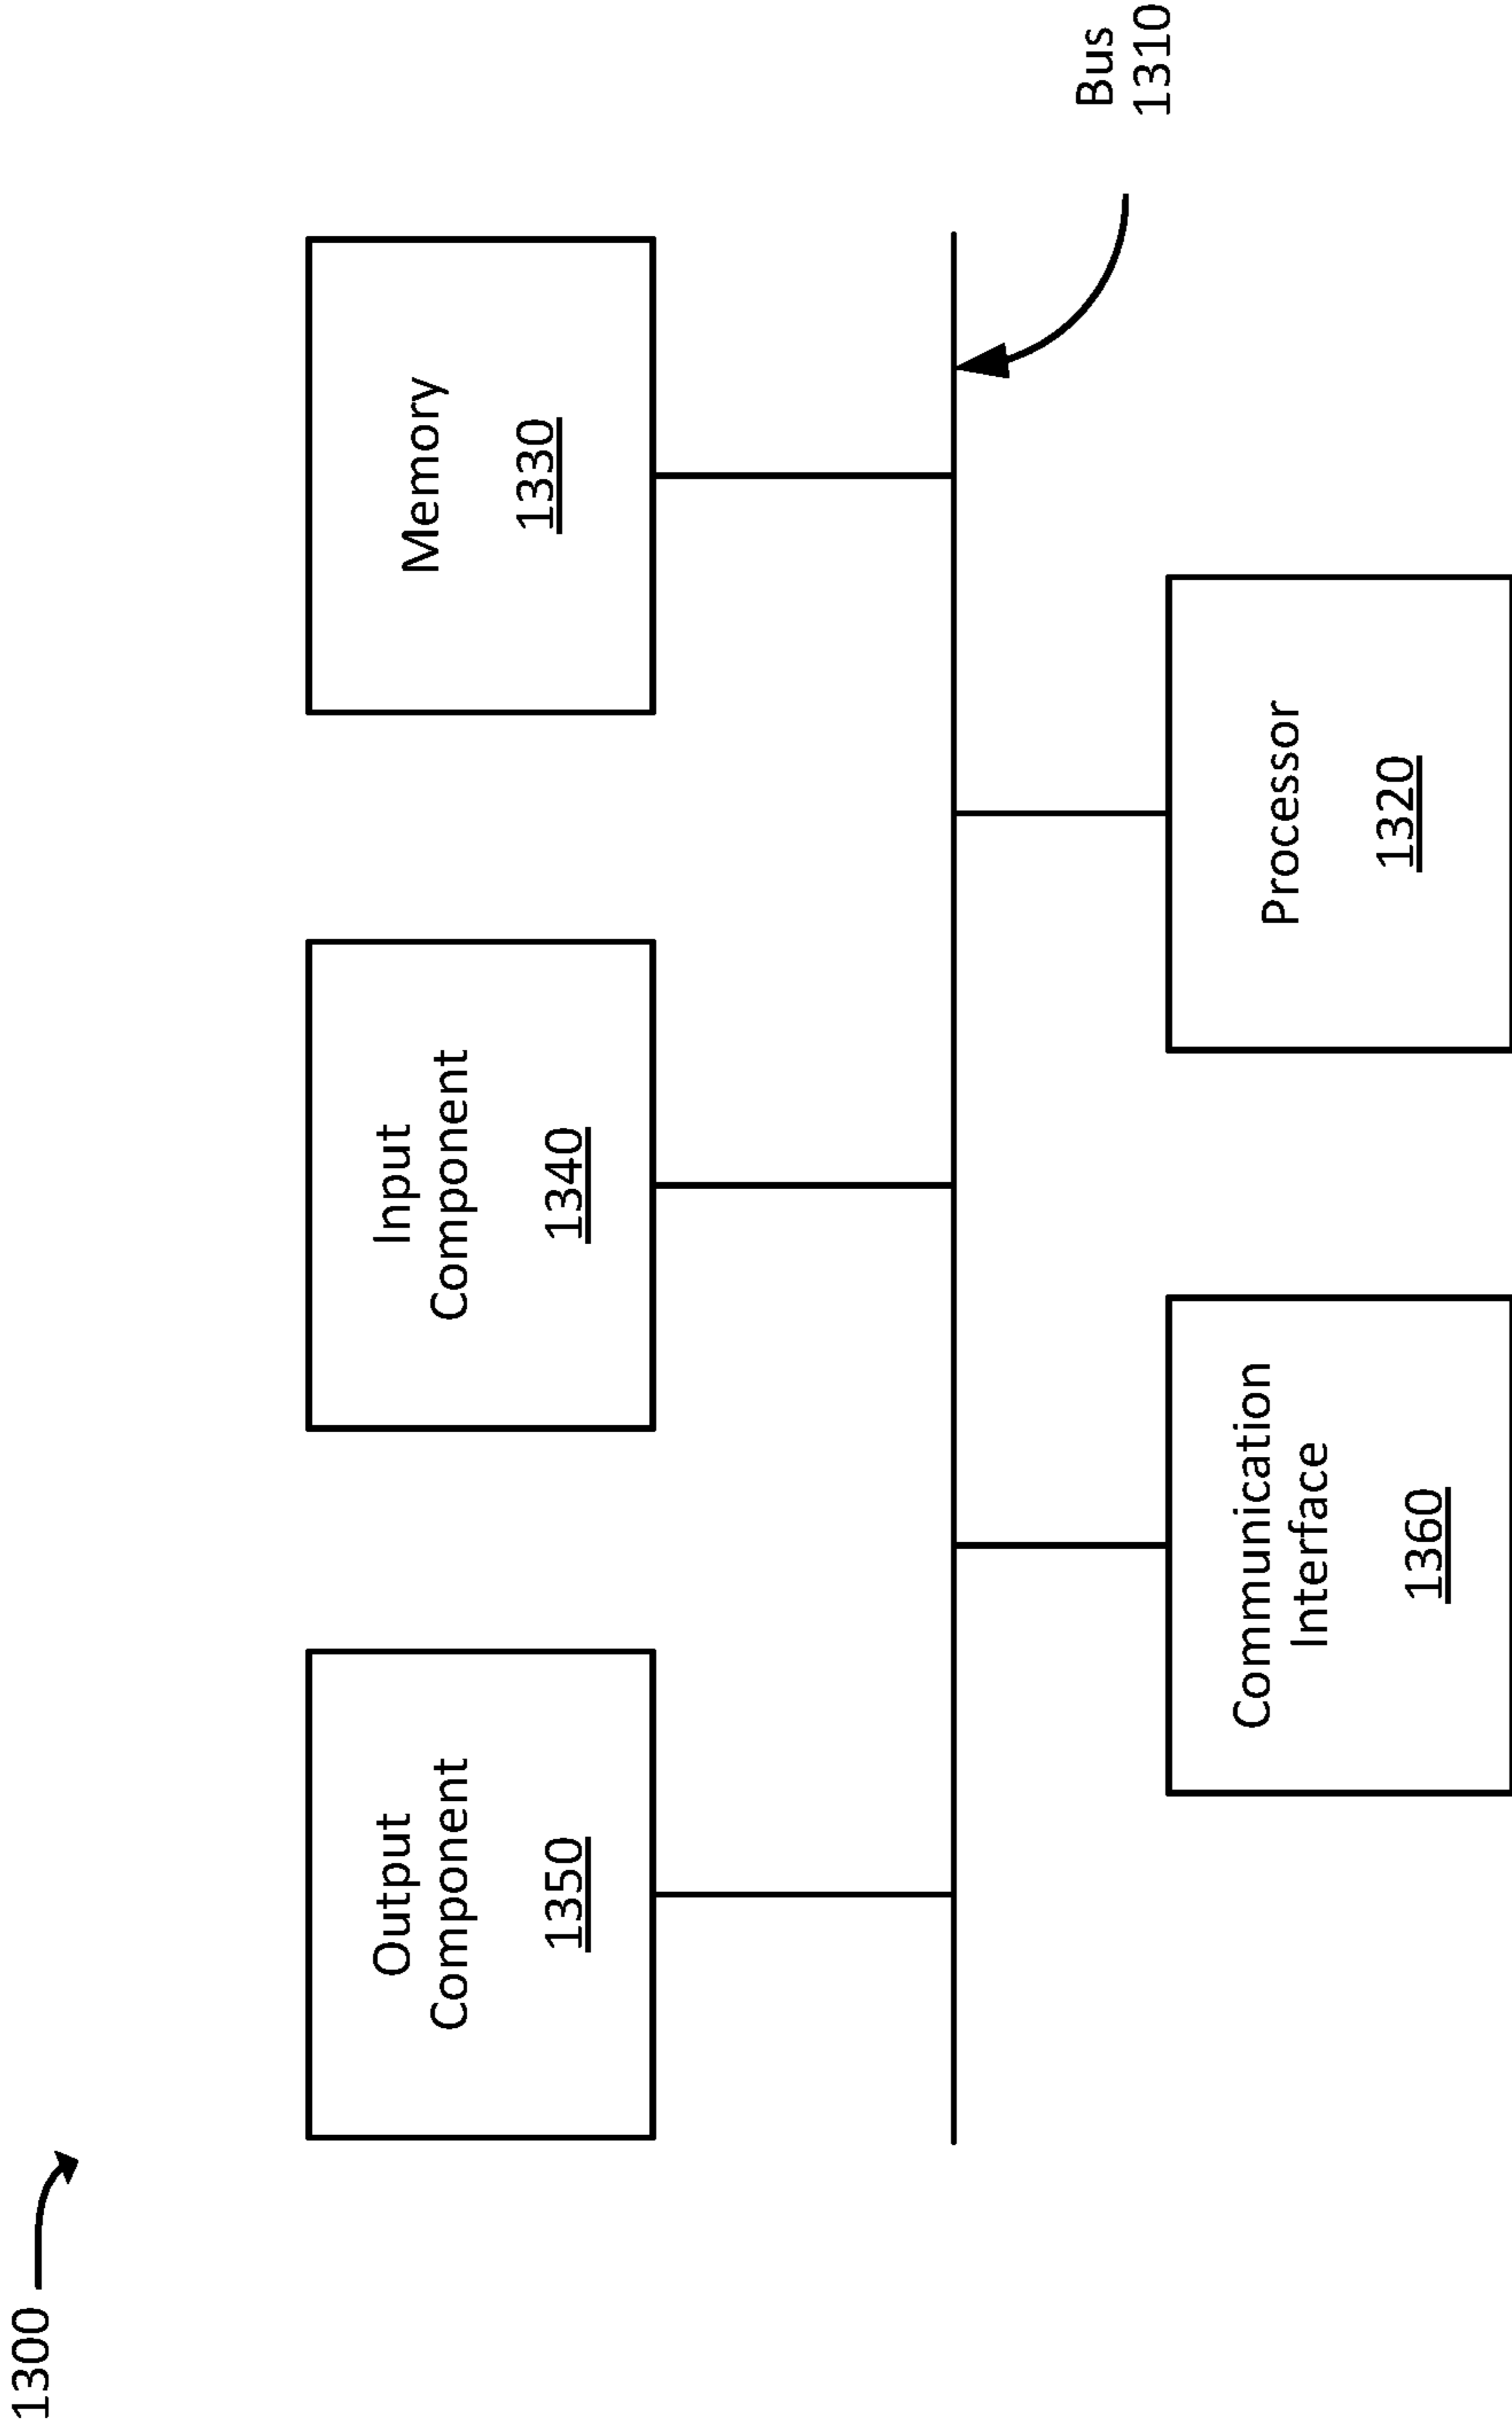 1300
Output
Component
1350
Input
Component
1340
Memory
1330
Bus
1310
Communication
Interface
1360
Processor
1320